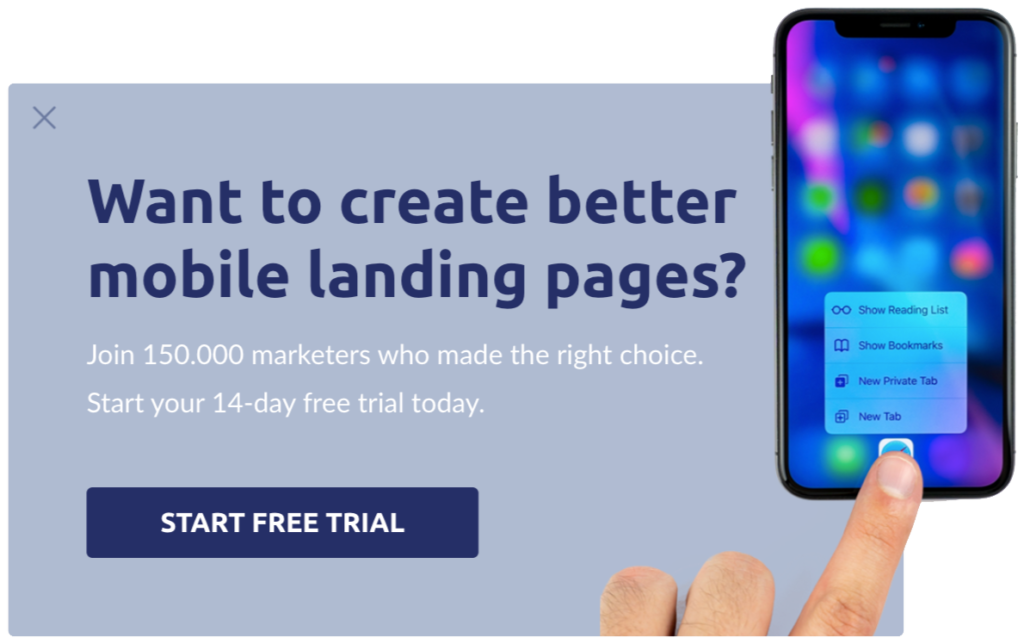 Want to create better
mobile landing pages?
Join 150.000 marketers who made the right choice.
Start your 14-day free trial today.
START FREE TRIAL
Show Reading List
Show Bookmarks
New Private Tab
New Tab